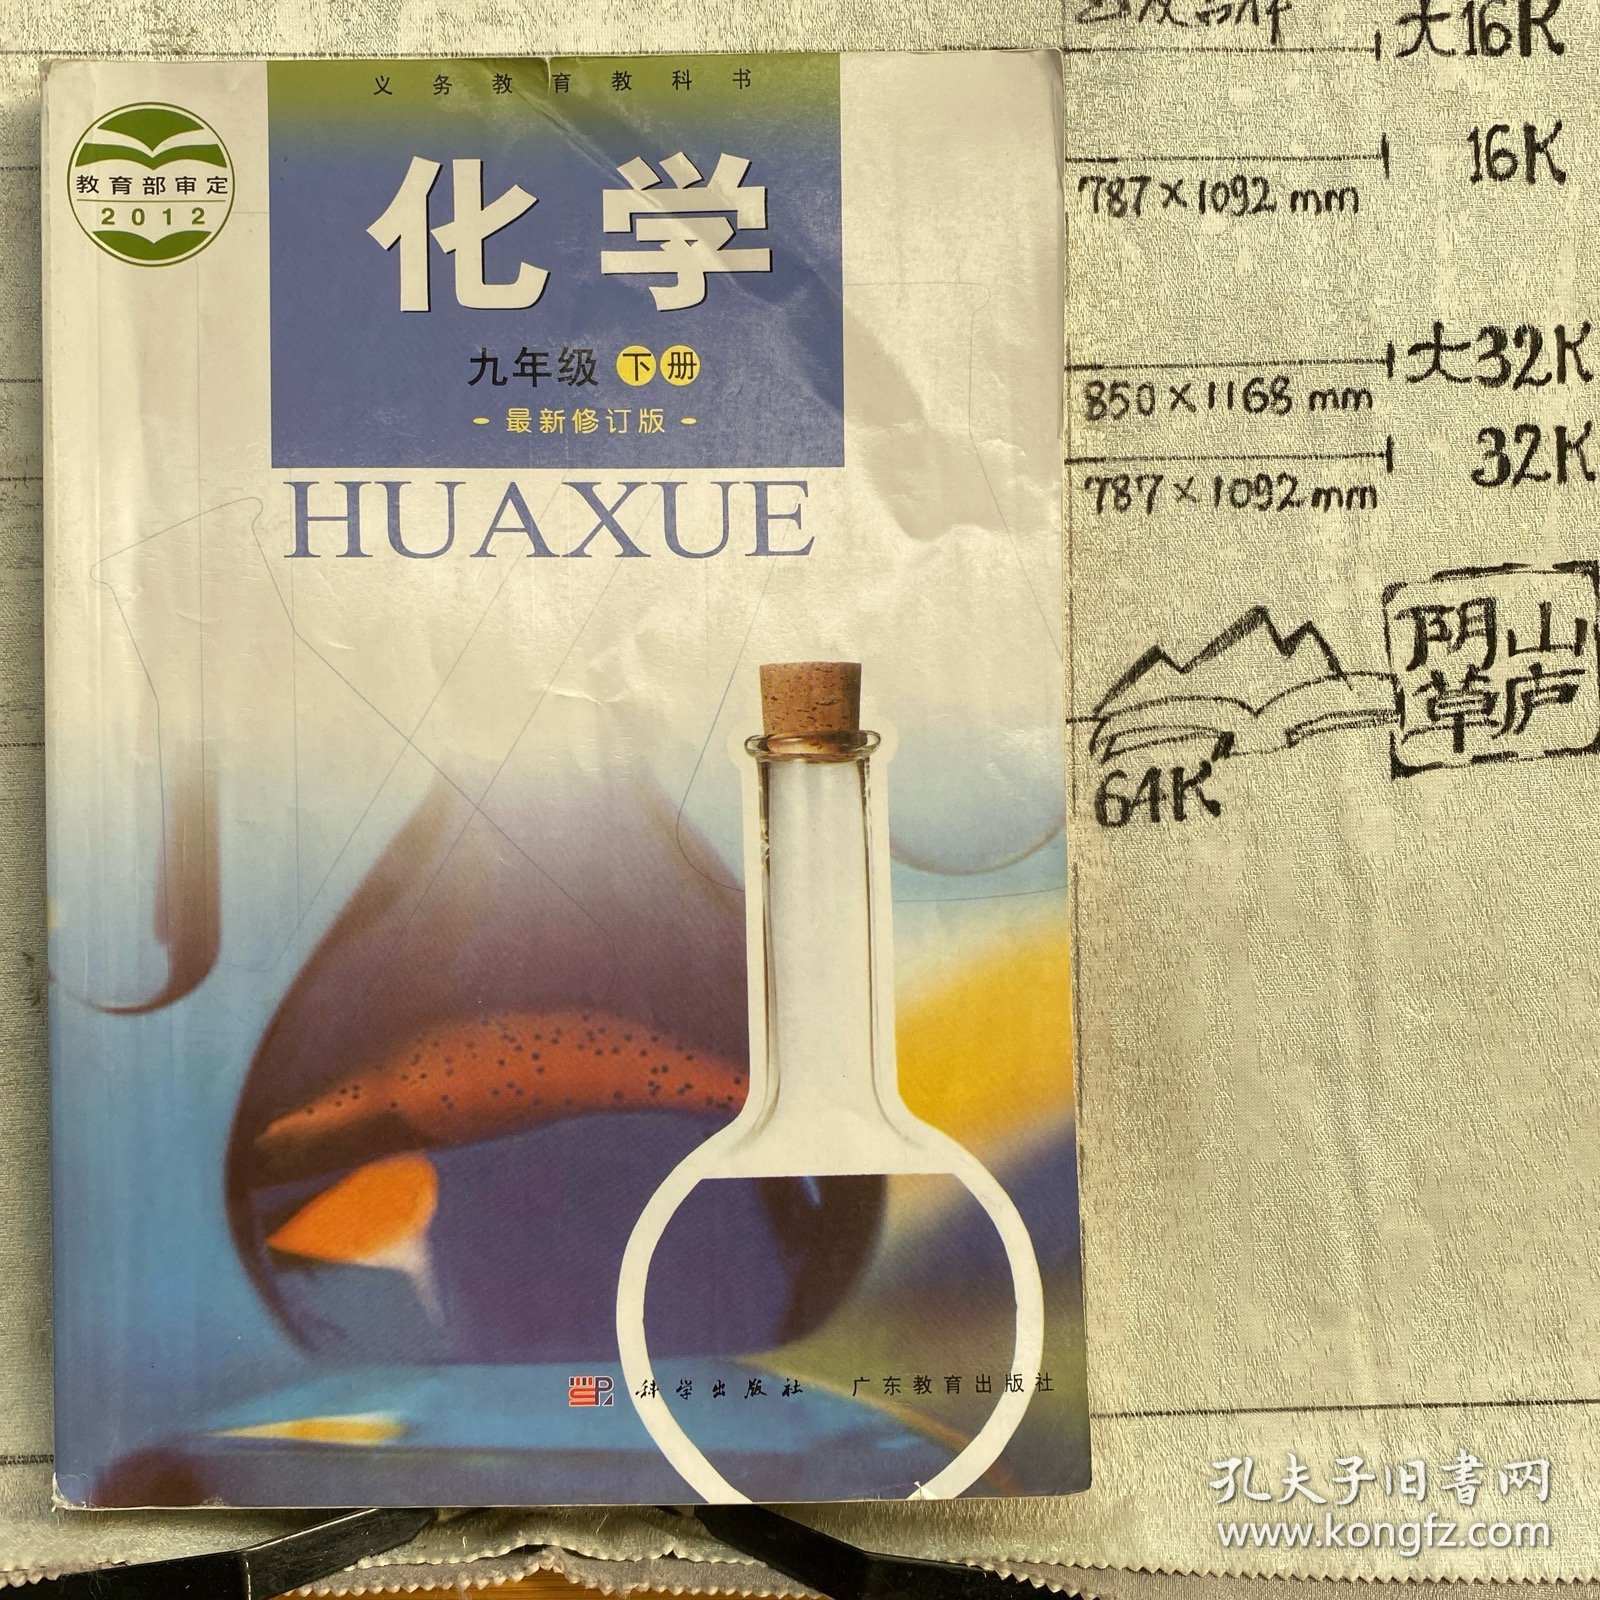 义务教育教科书
教育部审定
2012
化学
九年级 下册
- 最新修订版 -
HUAXUE
科学出版社 广东教育出版社
大16K
16K
787×1092mm
大32K
850×1168mm
32K
787×1092mm
阴山
草庐
64K
孔夫子旧书网
www.kongfz.com